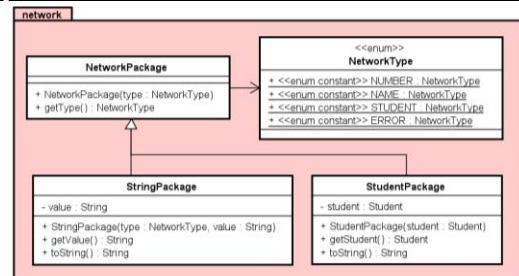 network
NetworkPackage
+ NetworkPackage(type : NetworkType)
+ getType() : NetworkType
<<enum>>
NetworkType
+ <<enum constant>> NUMBER : NetworkType
+ <<enum constant>> NAME : NetworkType
+ <<enum constant>> STUDENT : NetworkType
+ <<enum constant>> ERROR : NetworkType
StringPackage
- value : String
+ StringPackage(type : NetworkType, value : String)
+ getValue() : String
+ toString() : String
StudentPackage
- student : Student
+ StudentPackage(student : Student)
+ getStudent() : Student
+ toString() : String